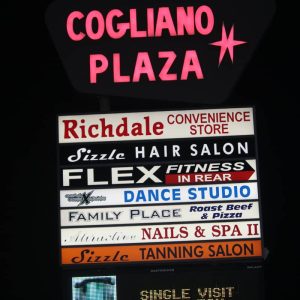 COGLIANO
PLAZA
Richdale CONVENIENCE
STORE
Sizzle HAIR SALON
FLEX FITNESS
IN REAR
DANCE STUDIO
FAMILY PLACE Roast Beef
& Pizza
Attractive NAILS & SPA II
Sizzle TANNING SALON
SINGLE VISIT